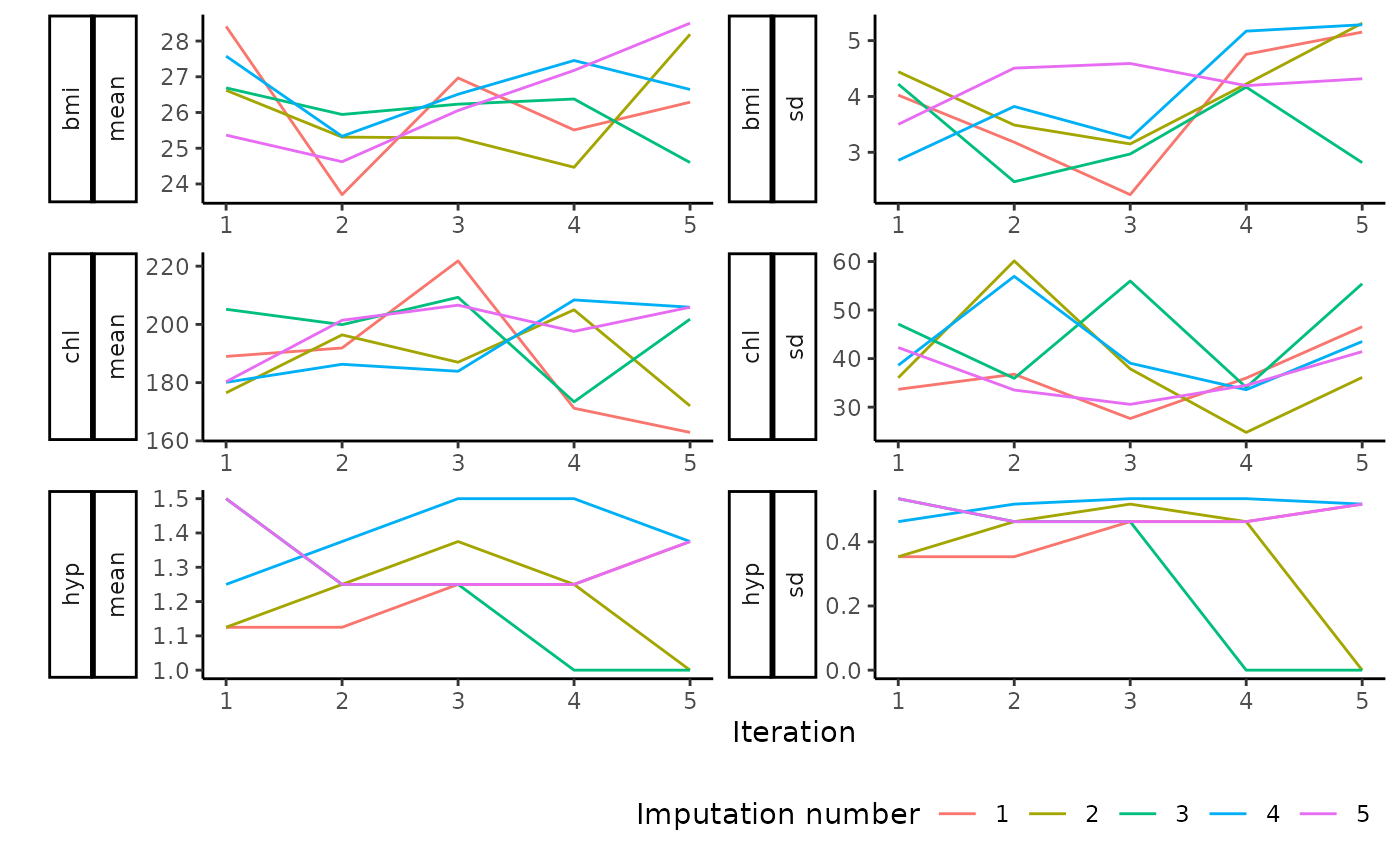 bmi
mean
28
27
26
25
24
1 2 3 4 5
bmi
sd
5
4
3
1 2 3 4 5
chl
mean
220
200
180
160
1 2 3 4 5
chl
sd
60
50
40
30
1 2 3 4 5
hyp
mean
1.5
1.4
1.3
1.2
1.1
1.0
1 2 3 4 5
hyp
sd
0.4
0.2
0.0
1 2 3 4 5
Iteration
Imputation number 1 2 3 4 5